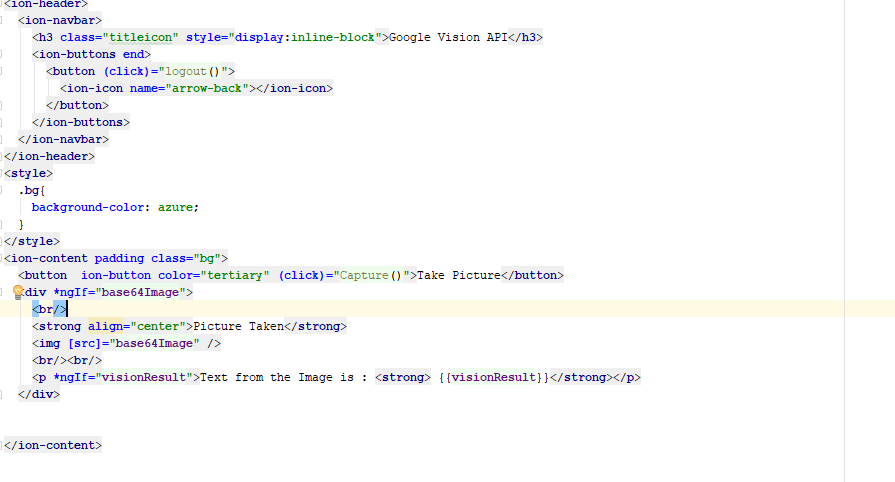 <ion-header>
<ion-navbar>
<h3 class="titleicon" style="display:inline-block">Google Vision API</h3>
<ion-buttons end>
<button (click)="logout()">
<ion-icon name="arrow-back"></ion-icon>
</button>
</ion-buttons>
</ion-navbar>
</ion-header>
<style>
.bg{
background-color: azure;
}
</style>
<ion-content padding class="bg">
<button  ion-button color="tertiary" (click)="Capture()">Take Picture</button>
div *ngIf="base64Image">
<br/>
<strong align="center">Picture Taken</strong>
<img [src]="base64Image" />
<br/><br/>
<p *ngIf="visionResult">Text from the Image is : <strong> {{visionResult}}</strong></p>
</div>
</ion-content>